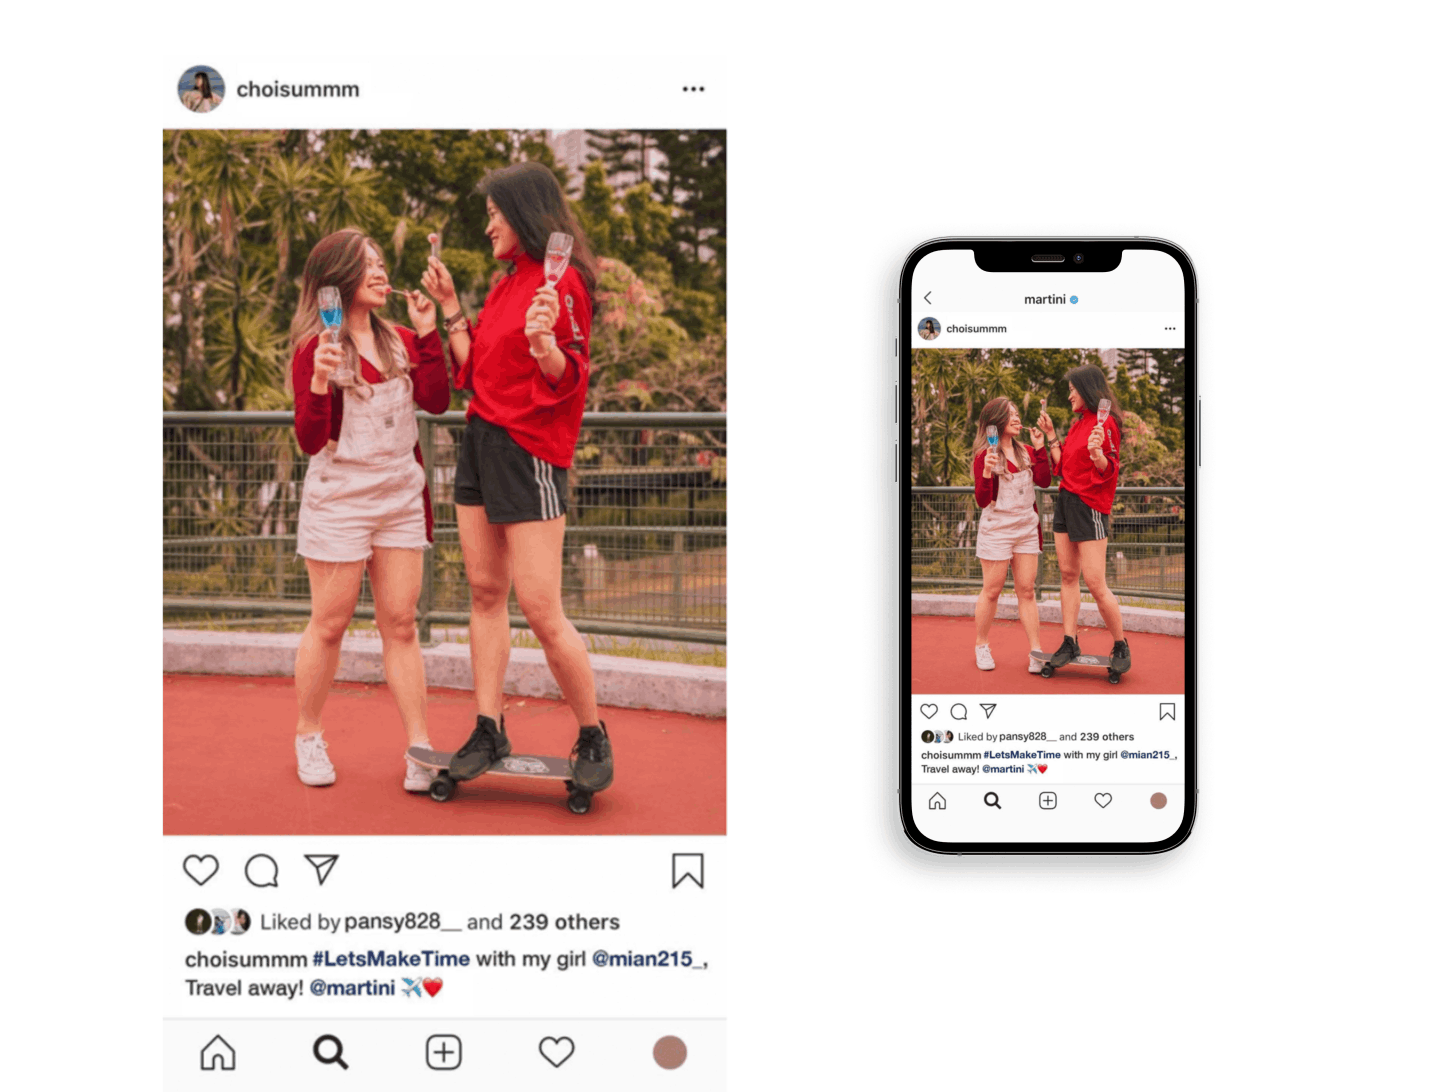 choisummm
Liked by pansy828__ and 239 others
choisummm #LetsMakeTime with my girl @mian215_,
Travel away! @martini ✈️❤️
martini
choisummm
Liked by pansy828__ and 239 others
choisummm #LetsMakeTime with my girl @mian215_,
Travel away! @martini ✈️❤️